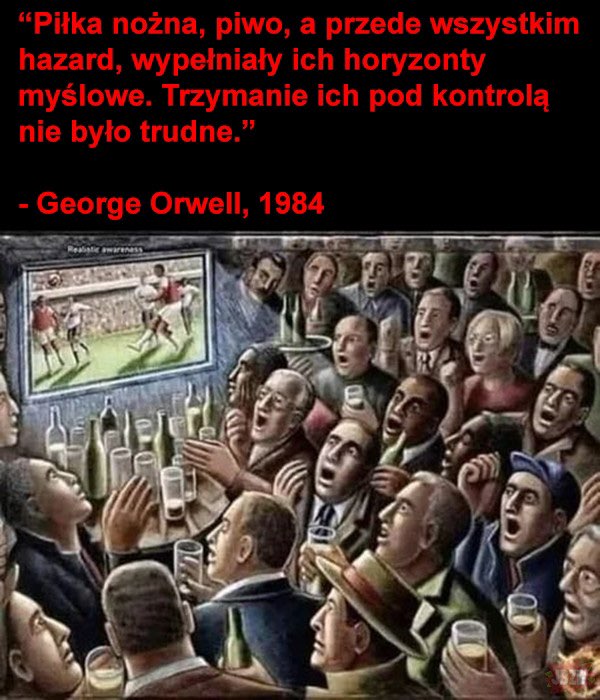 “Piłka nożna, piwo, a przede wszystkim
hazard, wypełniały ich horyzonty
myślowe. Trzymanie ich pod kontrolą
nie było trudne.”
- George Orwell, 1984
Realistic awareness